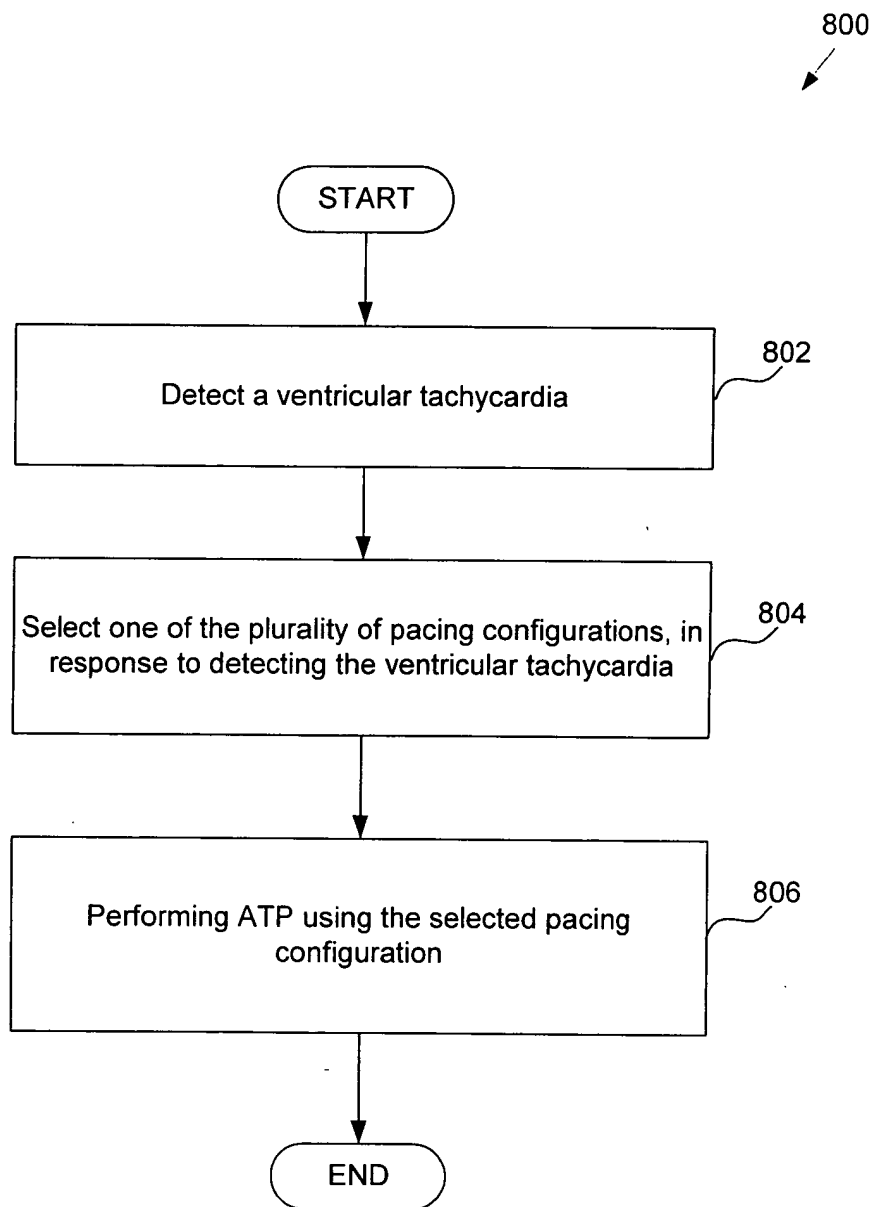 800
START
802
Detect a ventricular tachycardia
804
Select one of the plurality of pacing configurations, in
response to detecting the ventricular tachycardia
806
Performing ATP using the selected pacing
configuration
END